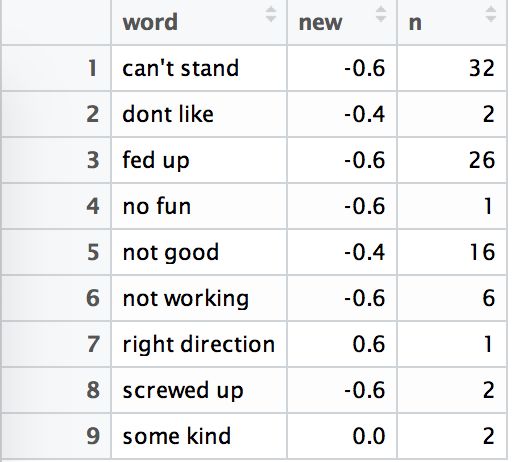 word new n
1 can't stand -0.6 32
2 dont like -0.4 2
3 fed up -0.6 26
4 no fun -0.6 1
5 not good -0.4 16
6 not working -0.6 6
7 right direction 0.6 1
8 screwed up -0.6 2
9 some kind 0.0 2